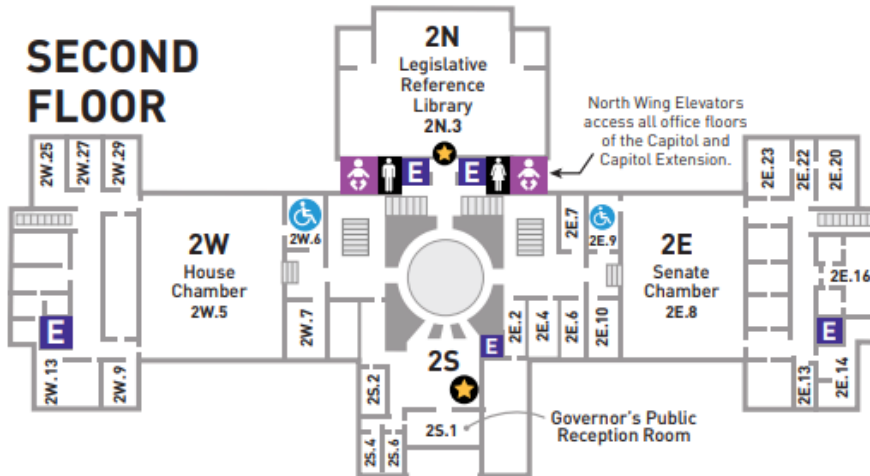 SECOND
FLOOR
2N
Legislative
Reference
Library
2N.3
North Wing Elevators
access all office floors
of the Capitol and
Capitol Extension.
E
E
2W.25
2W.27
2W.29
2E.23
2E.22
2E.20
2W.6
2E.7
2E.9
2W
House
Chamber
2W.5
2E
Senate
Chamber
2E.8
2E.16
E
2W.7
2E.2
2E.4
2E.6
2E.10
E
E
2W.13
2W.9
2S
2S.2
2E.13
2E.14
2S.1
2S.4
2S.6
Governor's Public
Reception Room